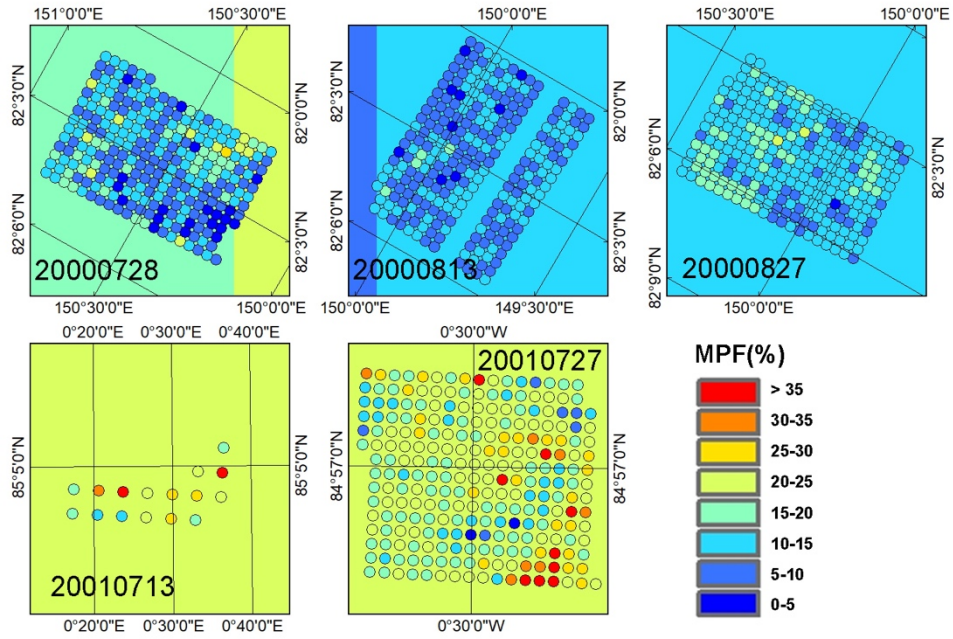 151°0'0"E
150°0'0"E
150°30'0"E
150°0'0"E
82°3'0"N
82°6'0"N
82°0'0"N
82°3'0"N
20000728
82°3'0"N
82°6'0"N
82°0'0"N
82°3'0"N
20000813
82°6'0"N
82°9'0"N
82°3'0"N
20000827
150°30'0"E
150°0'0"E
150°0'0"E
149°30'0"E
150°0'0"E
0°20'0"E
0°30'0"E
0°40'0"E
0°30'0"W
85°5'0"N
85°5'0"N
20010713
84°57'0"N
84°57'0"N
20010727
0°20'0"E
0°30'0"E
0°40'0"E
0°30'0"W
MPF(%)
> 35
30-35
25-30
20-25
15-20
10-15
5-10
0-5